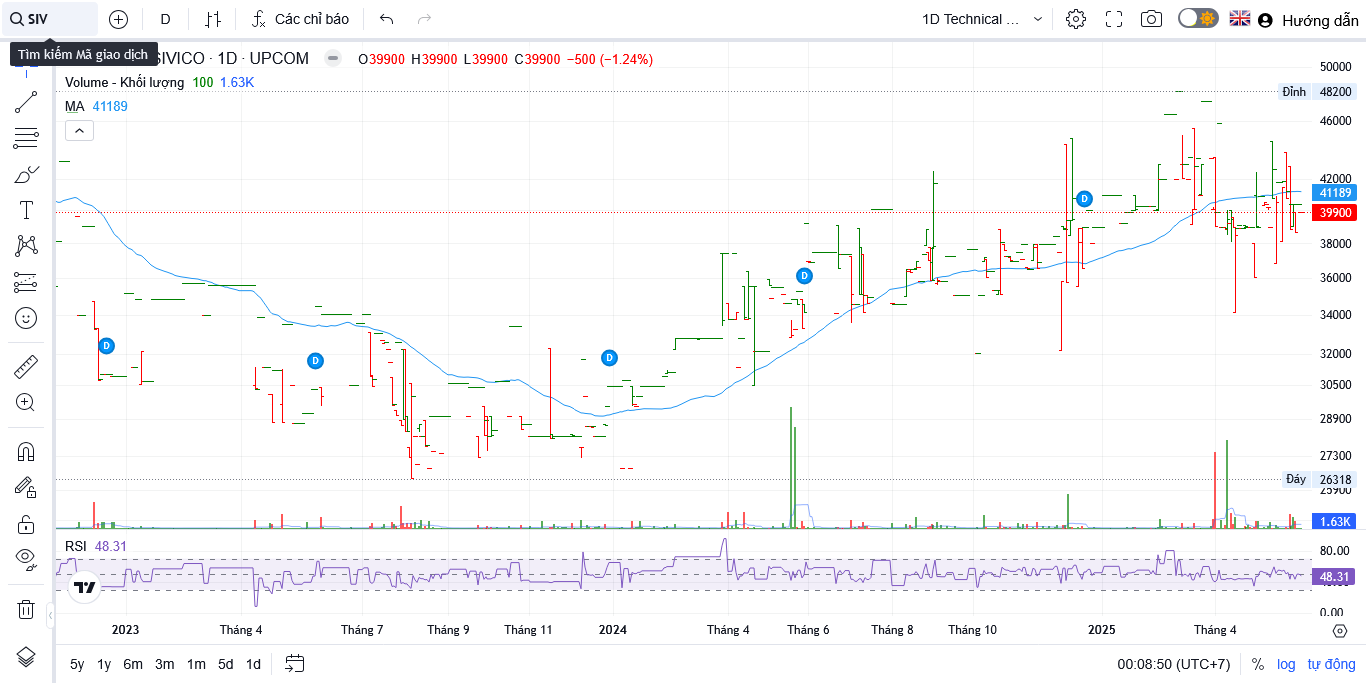 SIV D Các chỉ báo 1D Technical ... Hướng dẫn
Tìm kiếm Mã giao dịch
SIVICO · 1D · UPCOM O39900 H39900 L39900 C39900 −500 (−1.24%)
Volume - Khối lượng 100 1.63K
MA 41189
50000
Đỉnh 48200
46000
42000
41189
39900
38000
36000
34000
32000
30500
28900
27300
Đáy 26318
25900
1.63K
D
D
D
D
D
RSI 48.31
80.00
48.31
0.00
2023 Tháng 4 Tháng 7 Tháng 9 Tháng 11 2024 Tháng 4 Tháng 6 Tháng 8 Tháng 10 2025 Tháng 4
5y 1y 6m 3m 1m 5d 1d 00:08:50 (UTC+7) % log tự động